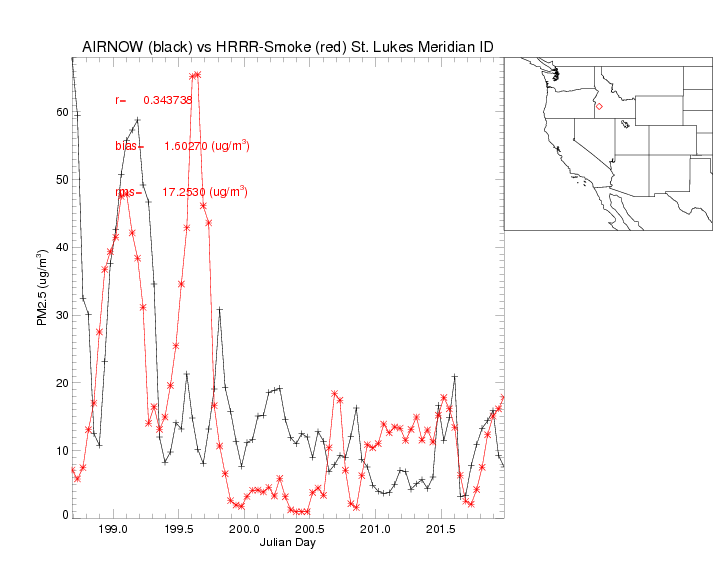 AIRNOW (black) vs HRRR-Smoke (red) St. Lukes Meridian ID
r= 0.343735
bias= 1.60270 (ug/m³)
rms= 17.2530 (ug/m³)
PM2.5 (ug/m³)
60
50
40
30
20
10
0
199.0 199.5 200.0 200.5 201.0 201.5
Julian Day